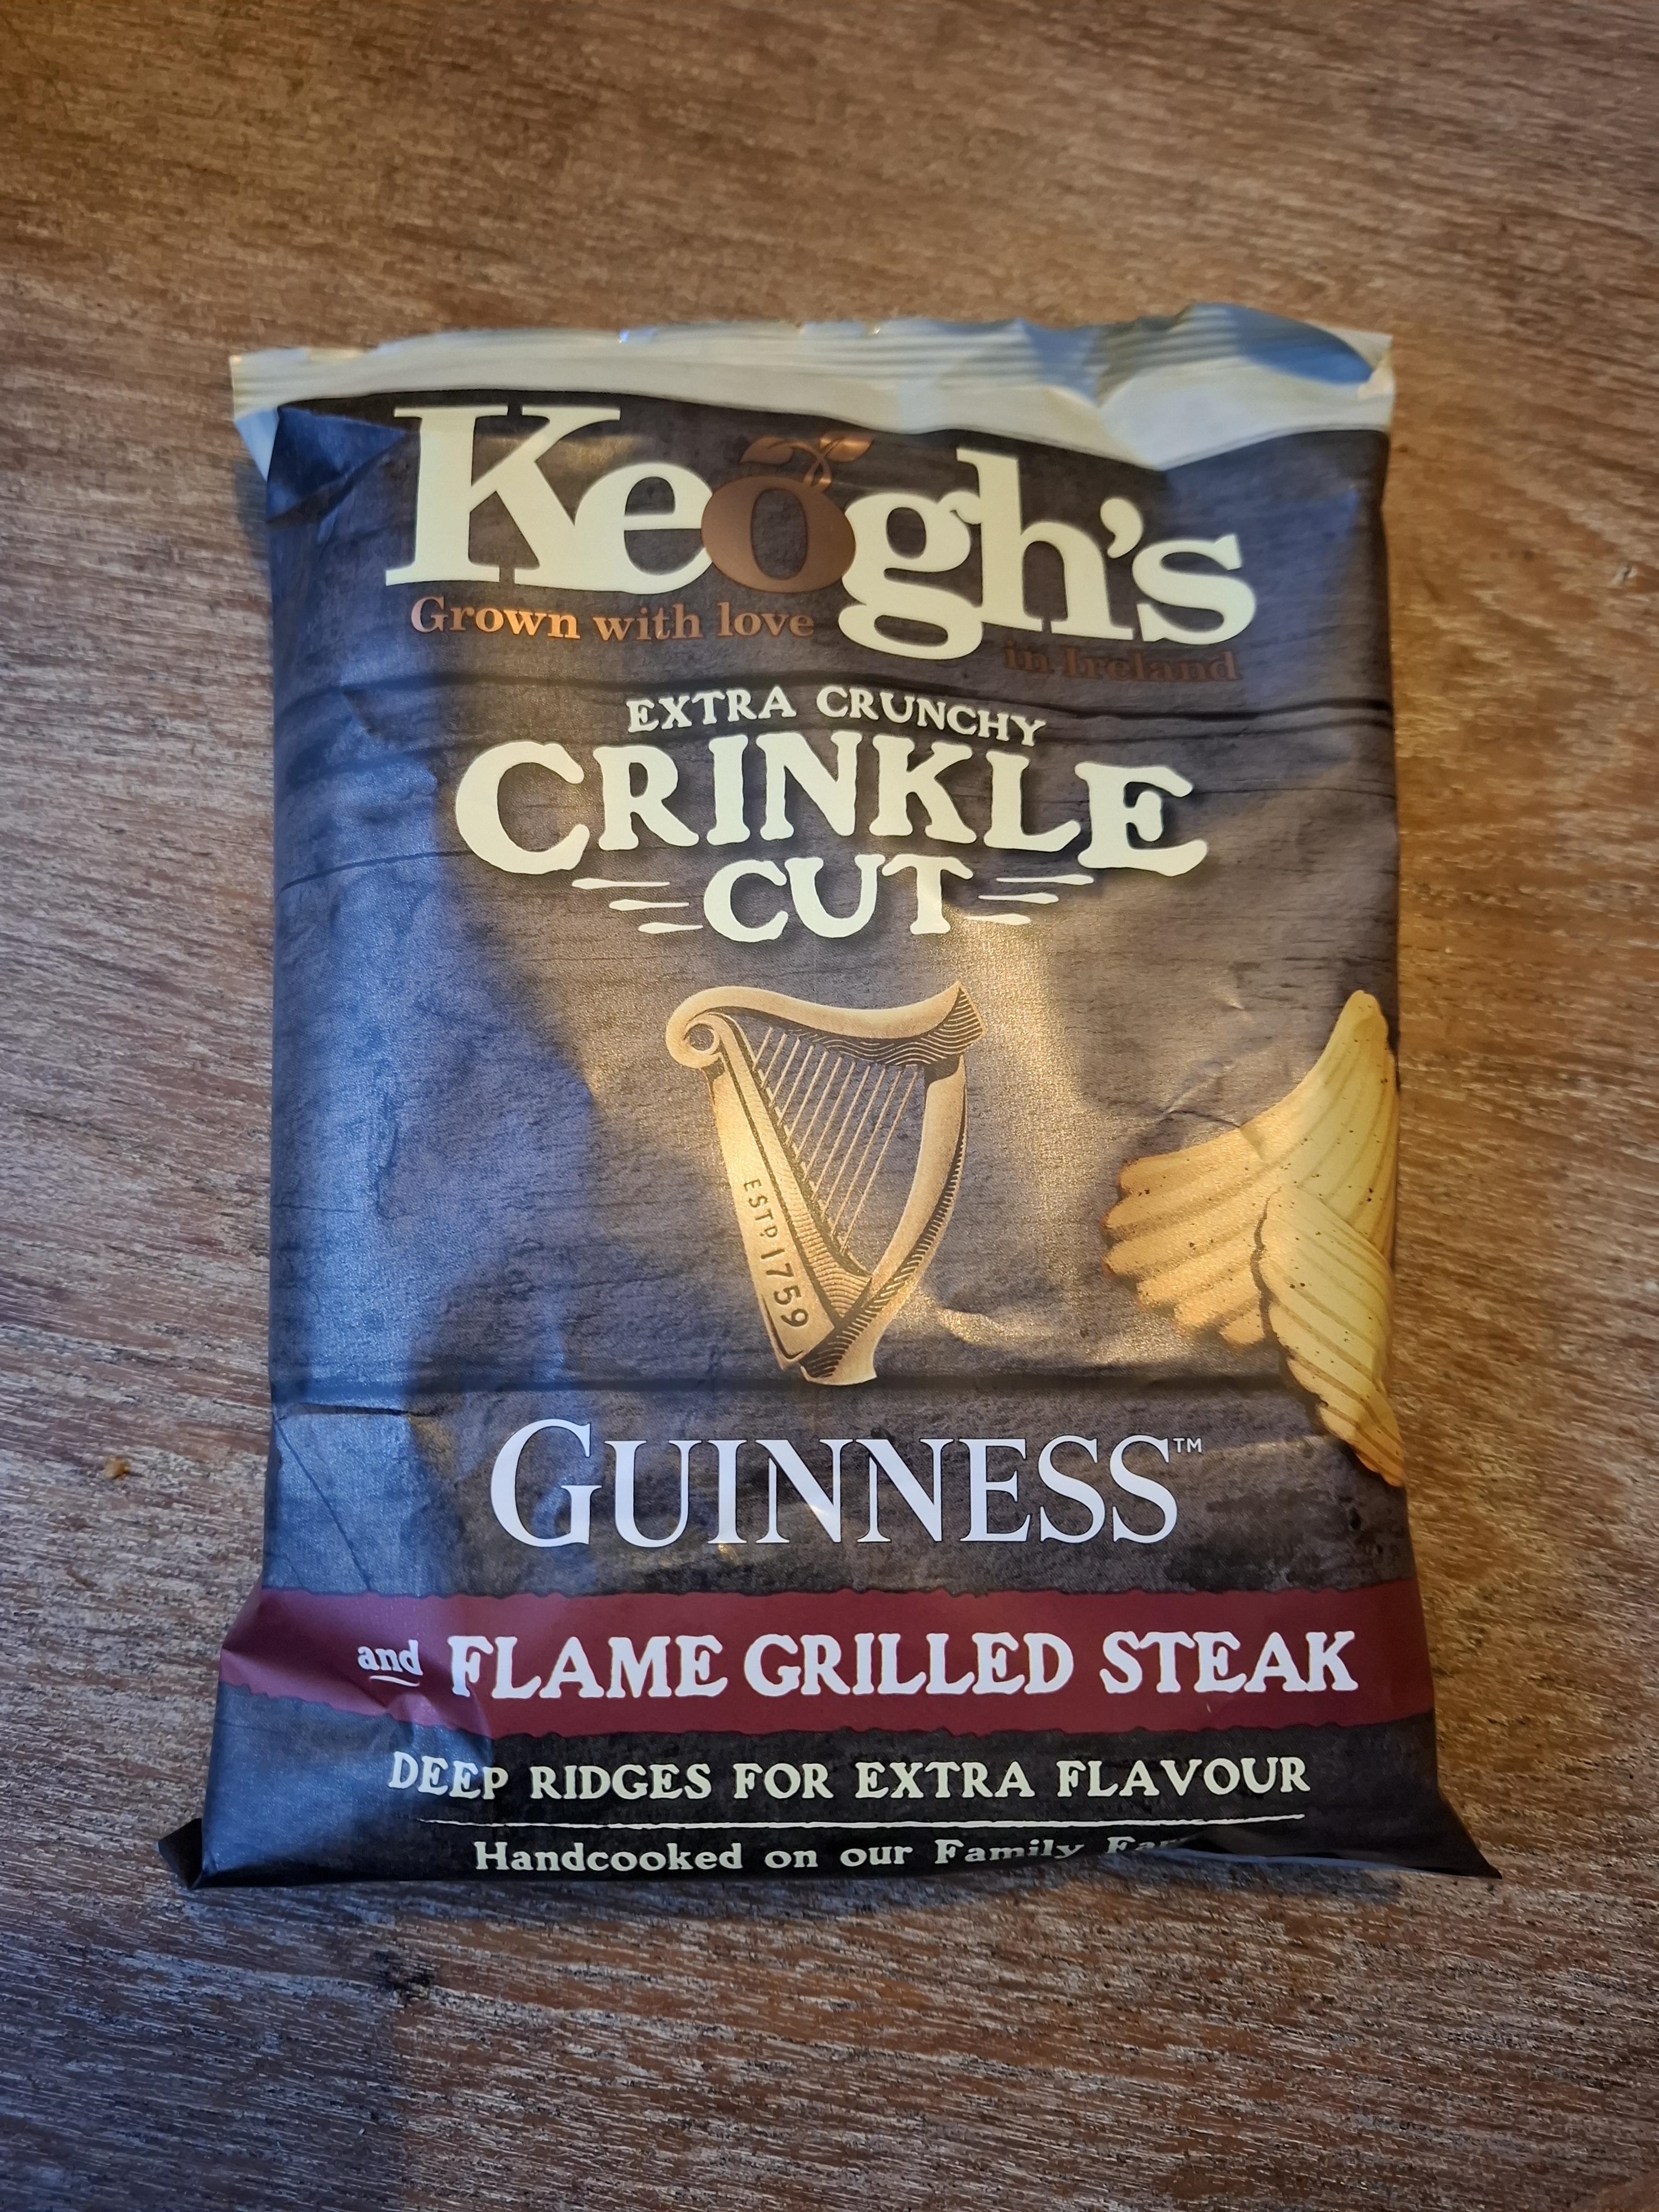 Keogh's
Grown with love
in Ireland
EXTRA CRUNCHY
CRINKLE
CUT
ESTD. 1759
GUINNESS™
and FLAME GRILLED STEAK
DEEP RIDGES FOR EXTRA FLAVOUR
Handcooked on our Family